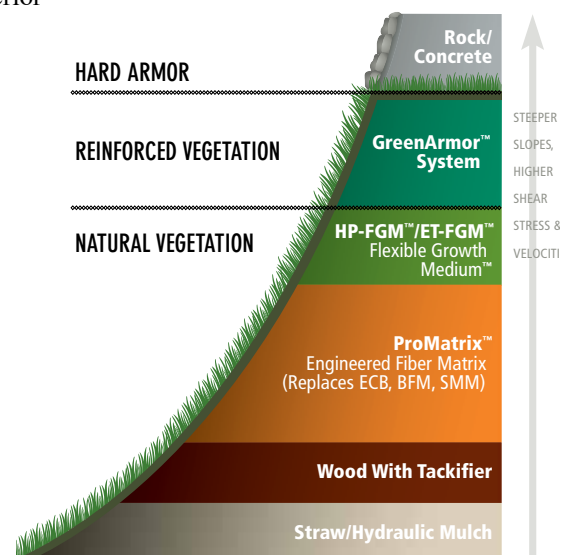 Rock/
Concrete
HARD ARMOR
STEEPER
SLOPES,
HIGHER
SHEAR
STRESS &
VELOCITI
REINFORCED VEGETATION
GreenArmor™
System
NATURAL VEGETATION
HP-FGM™/ET-FGM™
Flexible Growth
Medium™
ProMatrix™
Engineered Fiber Matrix
(Replaces ECB, BFM, SMM)
Wood With Tackifier
Straw/Hydraulic Mulch